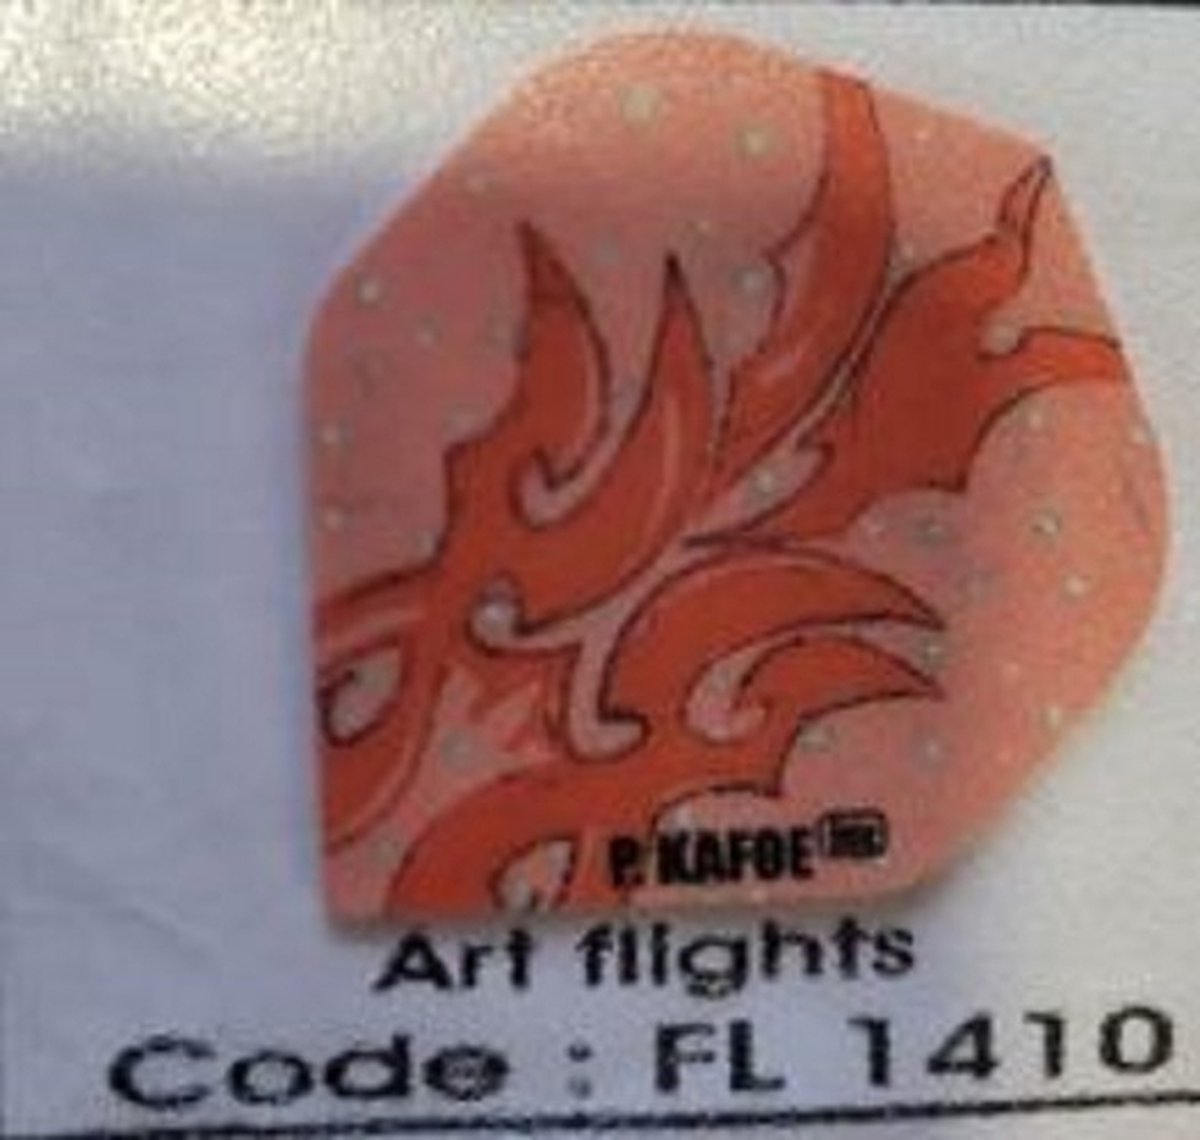 P. KAFOE
Art flights
Code : FL 1410